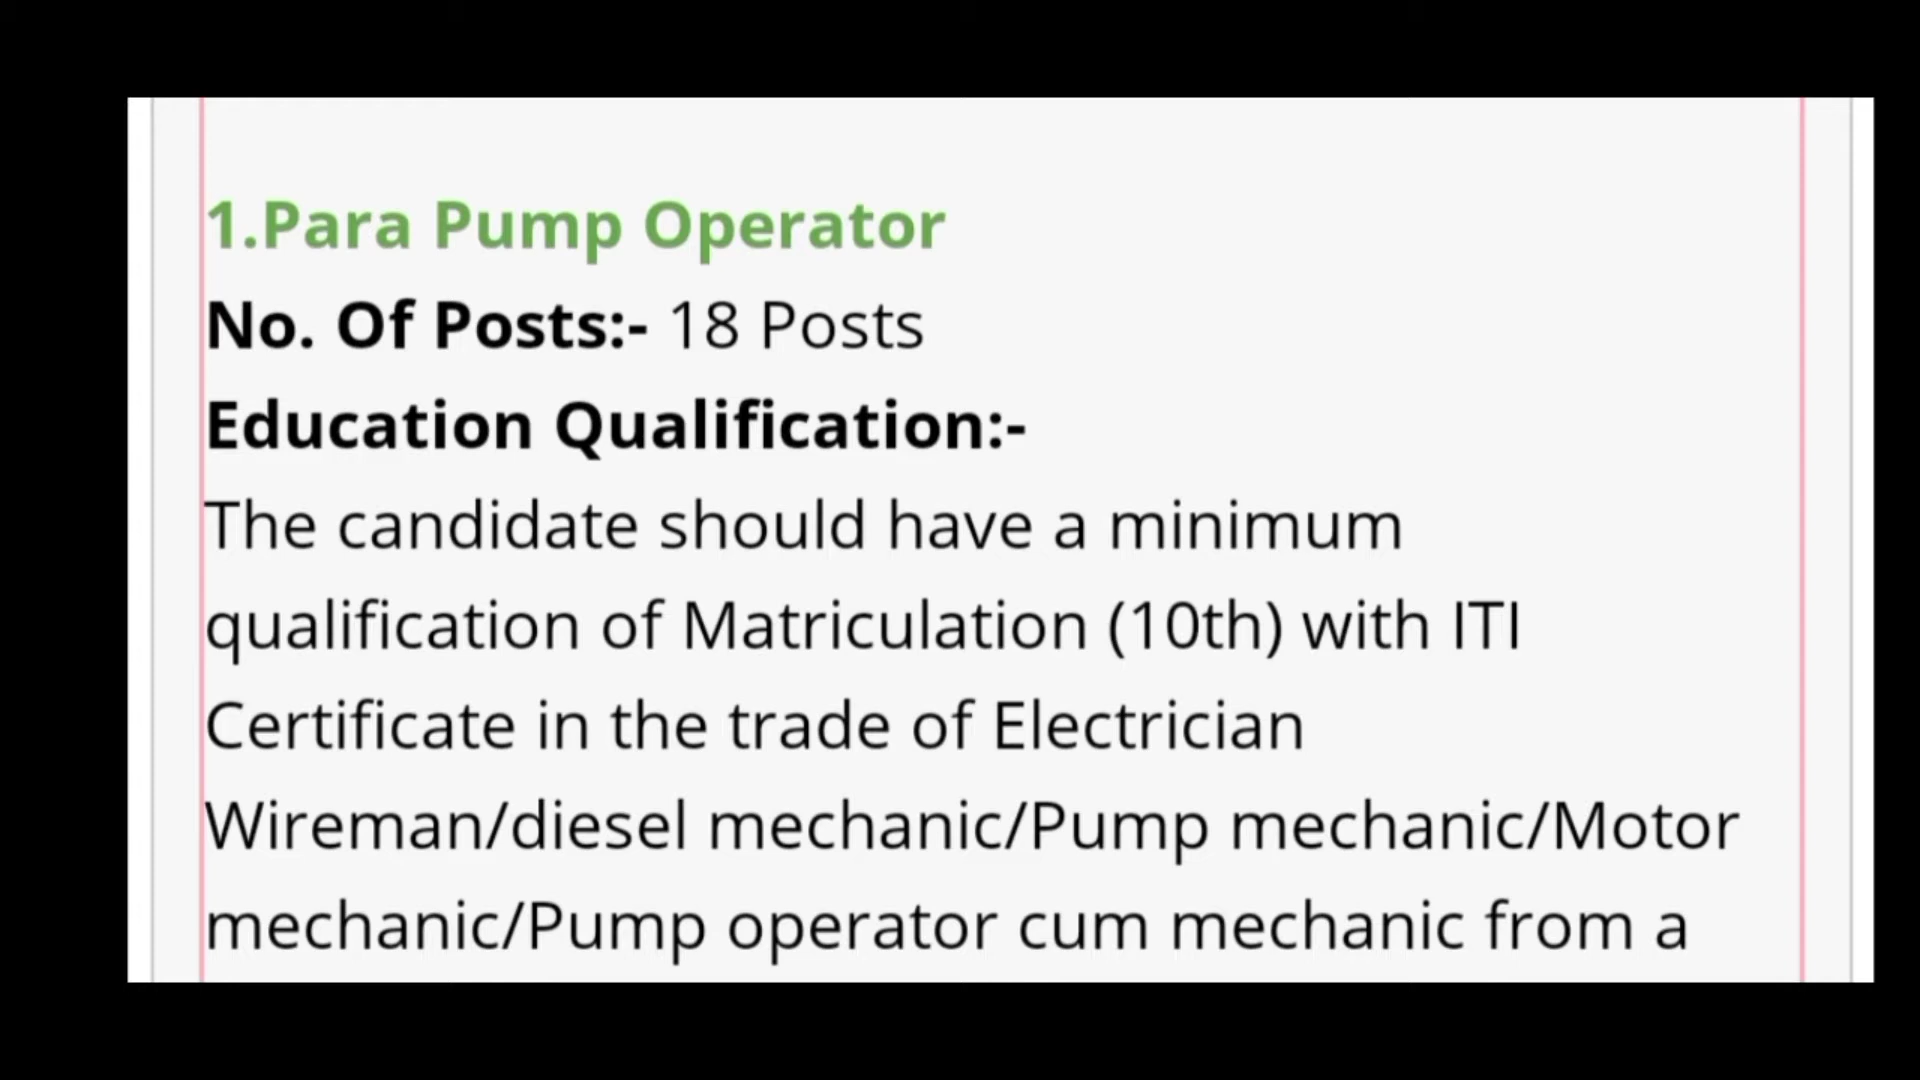 1.Para Pump Operator
No. Of Posts:- 18 Posts
Education Qualification:-
The candidate should have a minimum
qualification of Matriculation (10th) with ITI
Certificate in the trade of Electrician
Wireman/diesel mechanic/Pump mechanic/Motor
mechanic/Pump operator cum mechanic from a